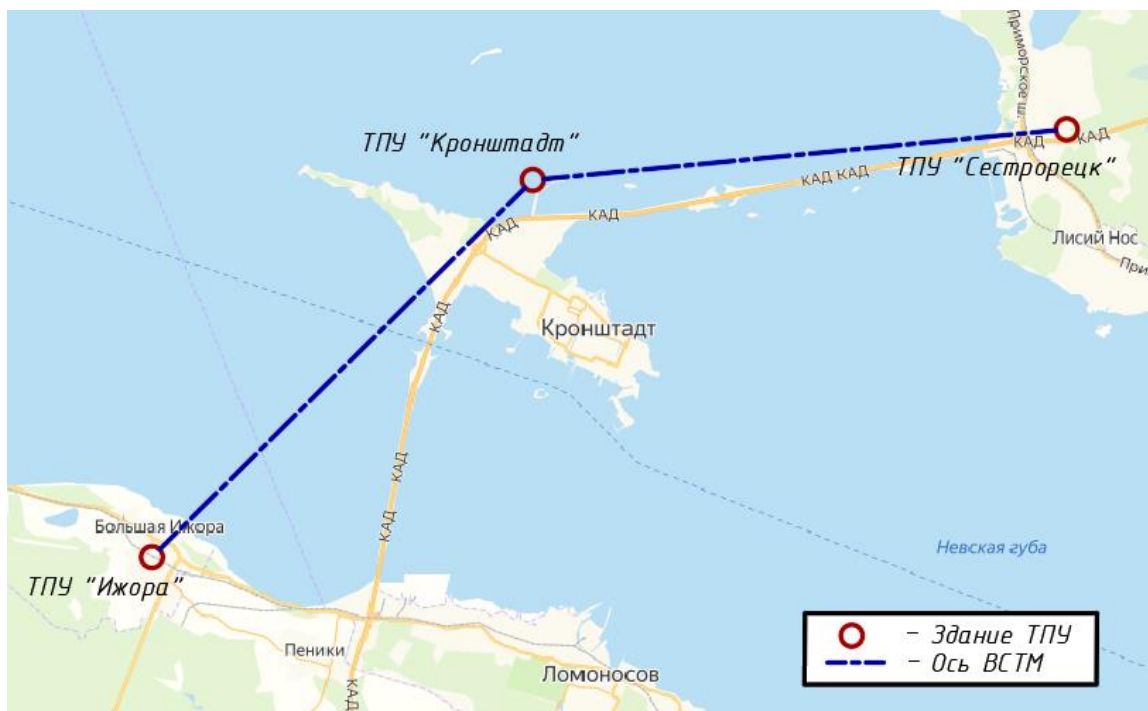 Приморское ш.
ТПУ "Кронштадт"
КАД
КАД
ТПУ "Сестрорецк"
КАД КАД
КАД
КАД
Лисий Нос
КАД
Кронштадт
КАД
Большая Ижора
ТПУ "Ижора"
КАД
Невская губа
Пеники
Ломоносов
КАД
- Здание ТПУ
- Ось ВСТМ